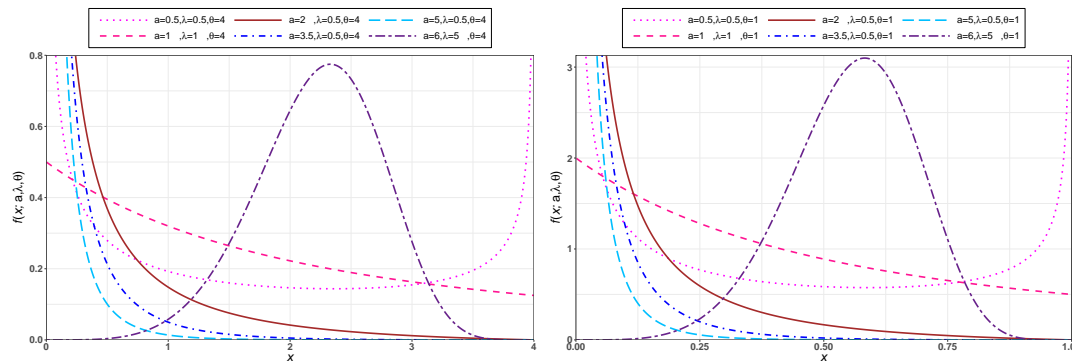 a=0.5,λ=0.5,θ=4 a=2 ,λ=0.5,θ=4 a=5,λ=0.5,θ=4
a=1 ,λ=1 ,θ=4 a=3.5,λ=0.5,θ=4 a=6,λ=5 ,θ=4
0.8
0.6
0.4
0.2
0.0
f(x; a,λ,θ)
0 1 2 3 4
x
a=0.5,λ=0.5,θ=1 a=2 ,λ=0.5,θ=1 a=5,λ=0.5,θ=1
a=1 ,λ=1 ,θ=1 a=3.5,λ=0.5,θ=1 a=6,λ=5 ,θ=1
3
2
1
0
f(x; a,λ,θ)
0.00 0.25 0.50 0.75 1.00
x